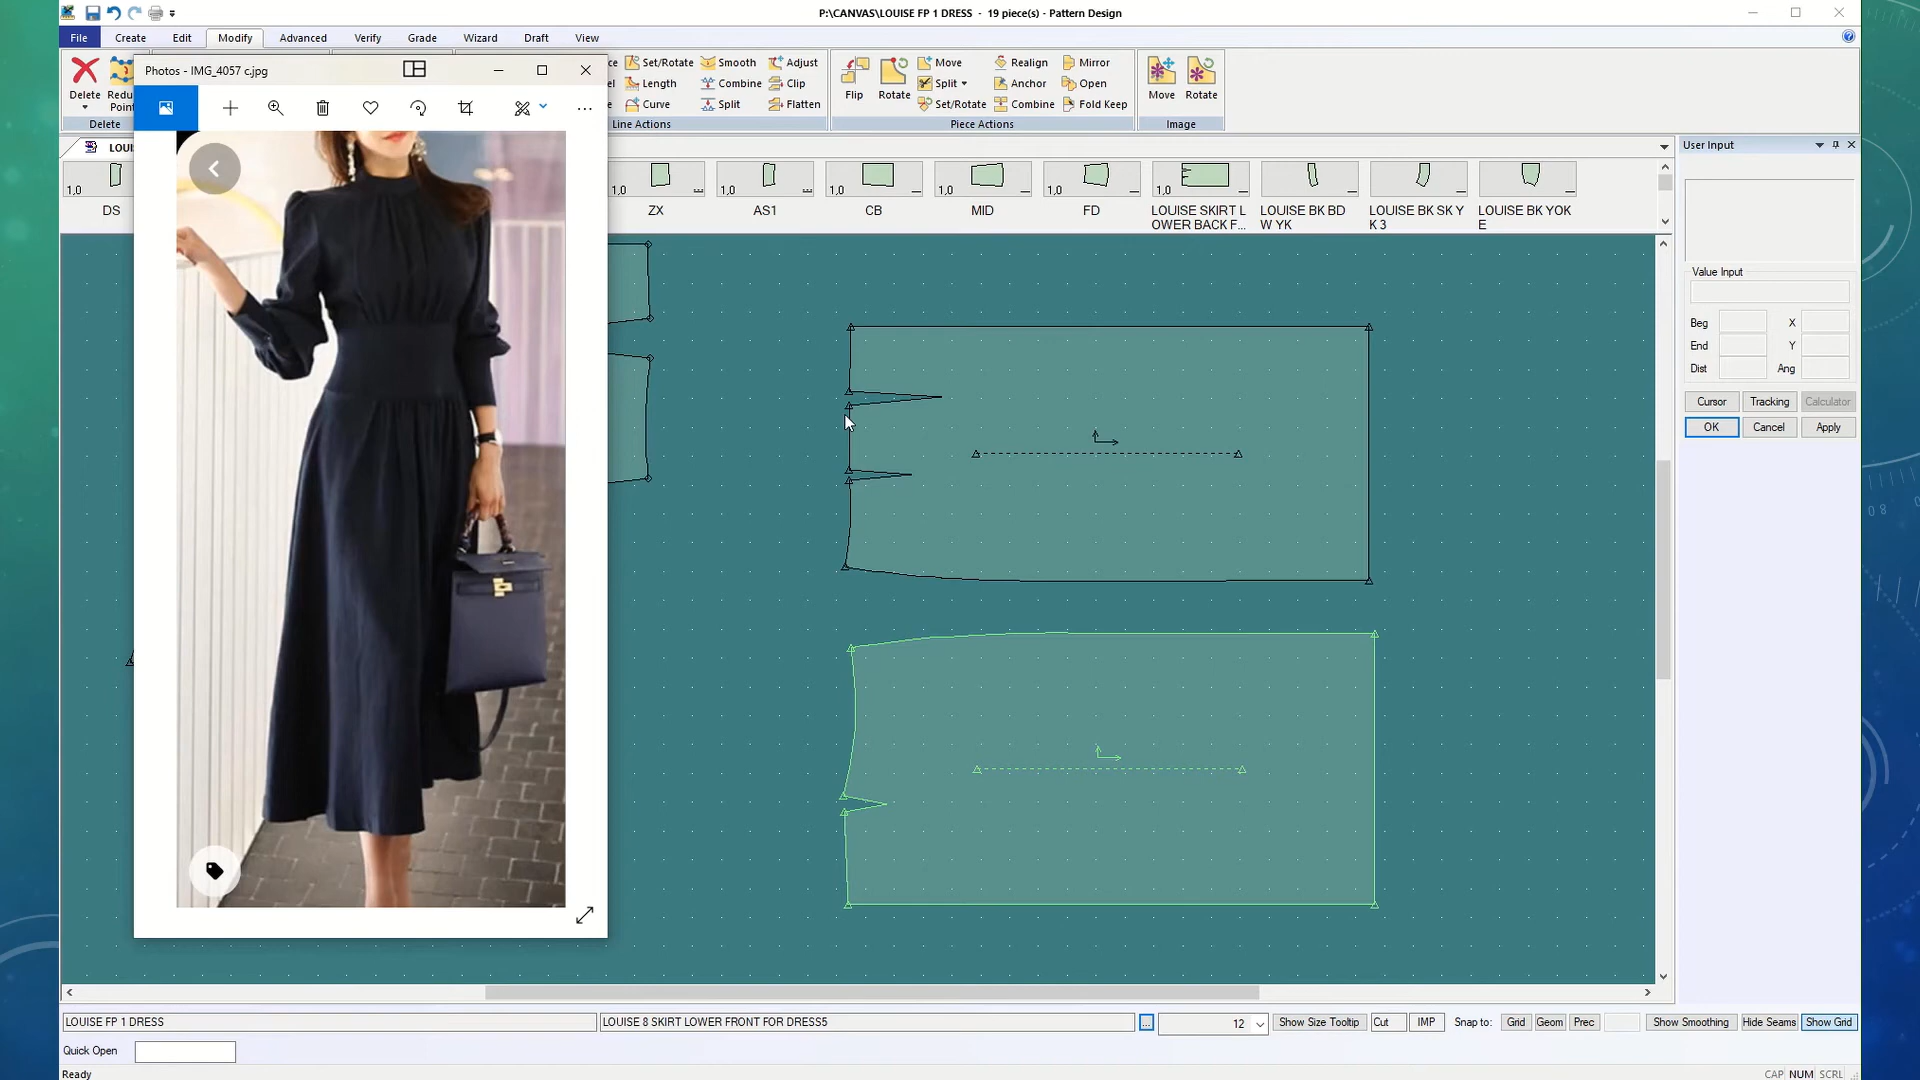 P:\CANVAS\LOUISE FP 1 DRESS - 19 piece(s) - Pattern Design
File Create Edit Modify Advanced Verify Grade Wizard Draft View
Photos - IMG_4057 c.jpg
Delete
Set/Rotate Smooth Adjust
Length Combine Clip
Curve Split Flatten
Line Actions
Flip Rotate
Move Realign Mirror
Split Anchor Open
Set/Rotate Combine Fold Keep
Piece Actions
Move Rotate
Image
Delete
User Input
1,0 1,0 1,0 1,0 1,0 1,0 1,0
DS ZX AS1 CB MID FD
LOUISE SKIRT L
OWER BACK F...
LOUISE BK BD
W YK
LOUISE BK SK Y
K 3
LOUISE BK YOK
E
Value Input
Beg X
End Y
Dist Ang
Cursor Tracking Calculator
OK Cancel Apply
80
LOUISE FP 1 DRESS LOUISE 8 SKIRT LOWER FRONT FOR DRESS5 ... 12 Show Size Tooltip Cut IMP Snap to: Grid Geom Prec Show Smoothing Hide Seams Show Grid
Quick Open
Ready CAP NUM SCRL